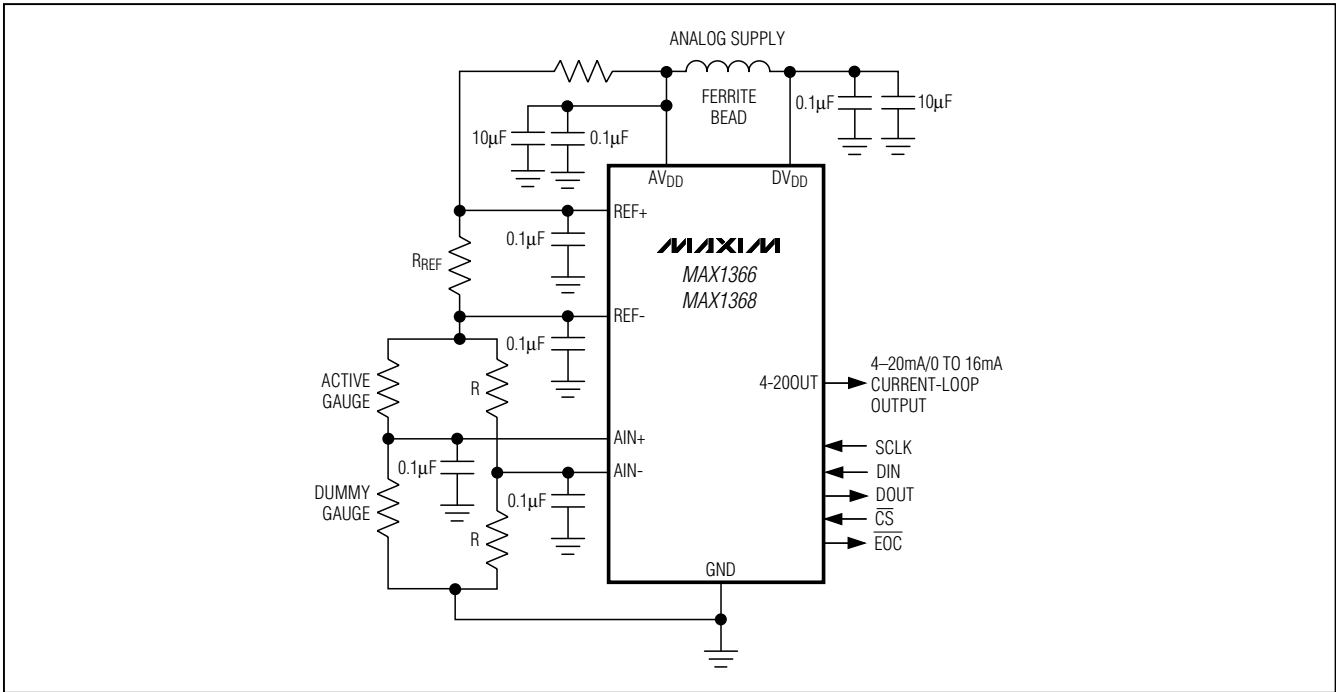 ANALOG SUPPLY
FERRITE
BEAD
0.1µF
10µF
10µF
0.1µF
AVDD
DVDD
REF+
0.1µF
RREF
MAXIM
MAX1366
MAX1368
REF-
0.1µF
ACTIVE
GAUGE
R
4-20OUT
4–20mA/0 TO 16mA
CURRENT-LOOP
OUTPUT
AIN+
0.1µF
AIN-
SCLK
DIN
DOUT
CS
EOC
DUMMY
GAUGE
0.1µF
R
GND